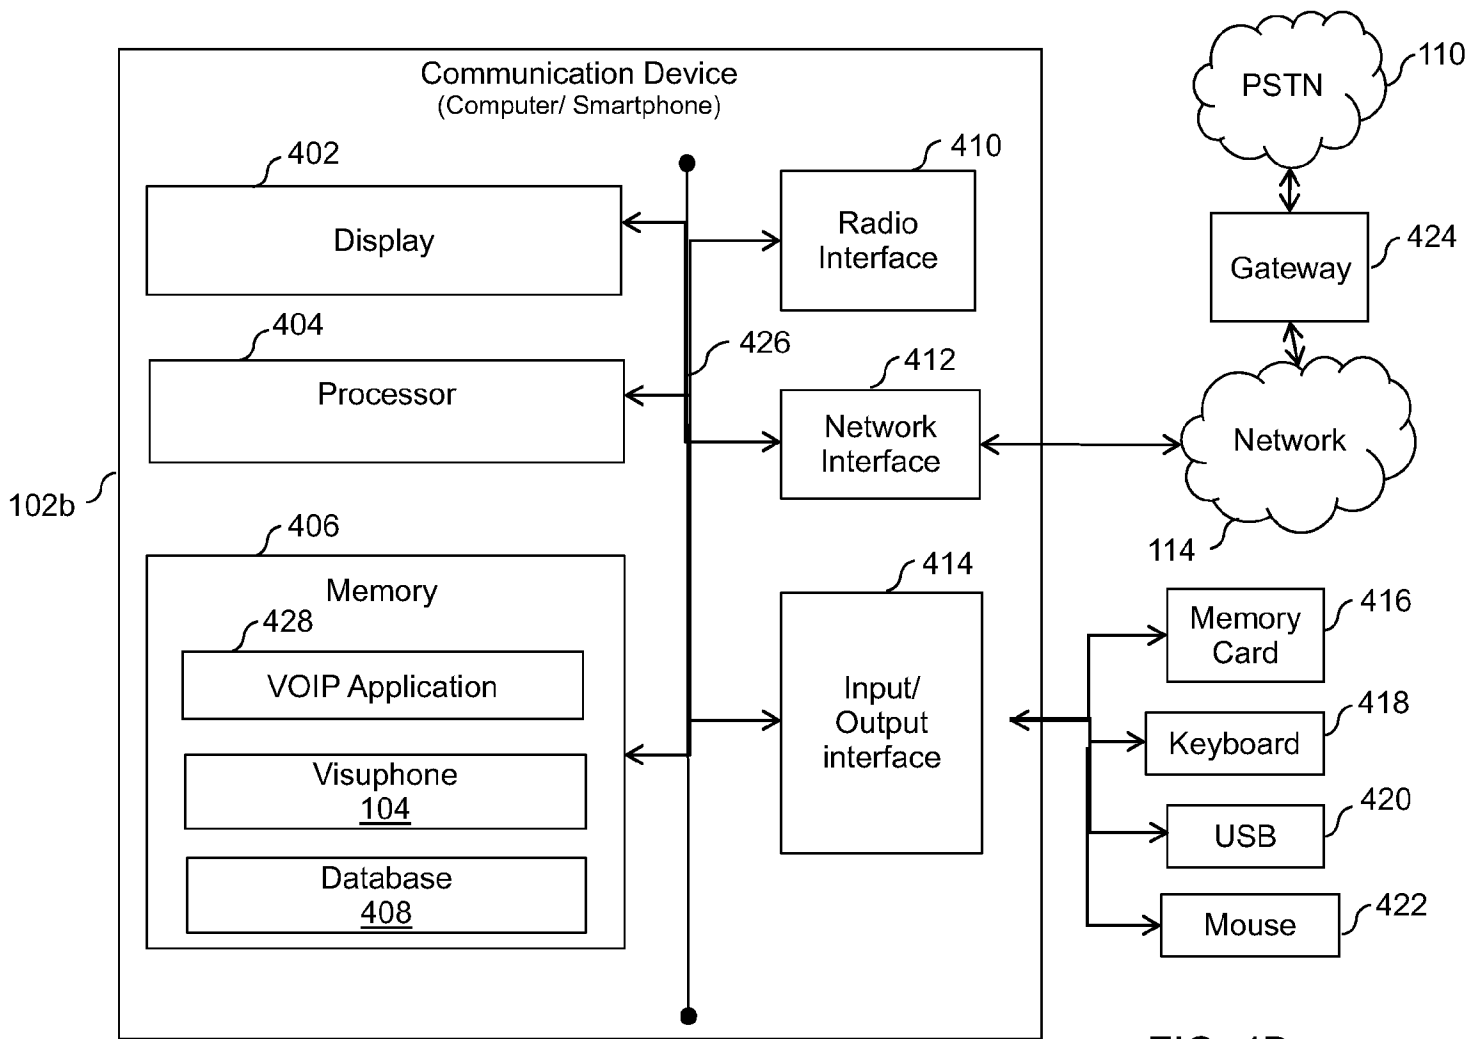 Communication Device
(Computer/ Smartphone)
PSTN
110
402
Display
410
Radio
Interface
Gateway
424
404
Processor
426
412
Network
Interface
Network
114
102b
406
Memory
428
VOIP Application
Visuphone
104
Database
408
414
Input/
Output
interface
Memory
Card
416
Keyboard
418
USB
420
Mouse
422